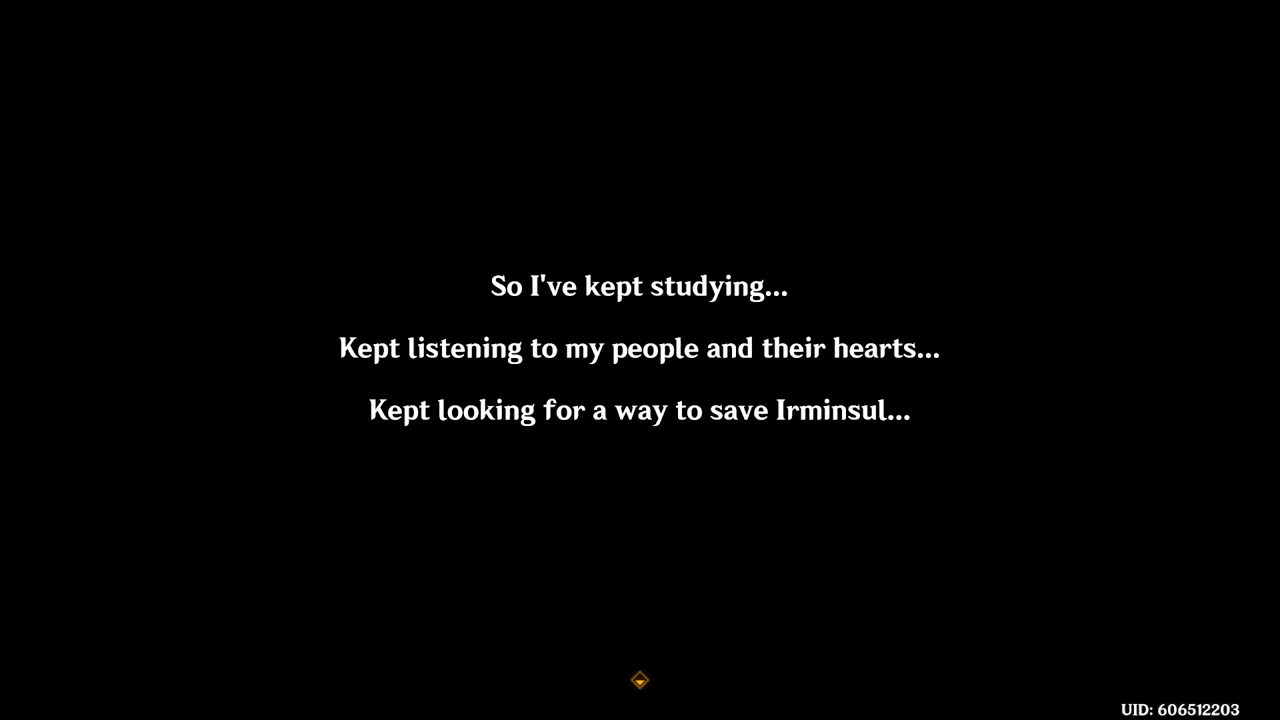 So I've kept studying...
Kept listening to my people and their hearts...
Kept looking for a way to save Irminsul...
UID: 606512203